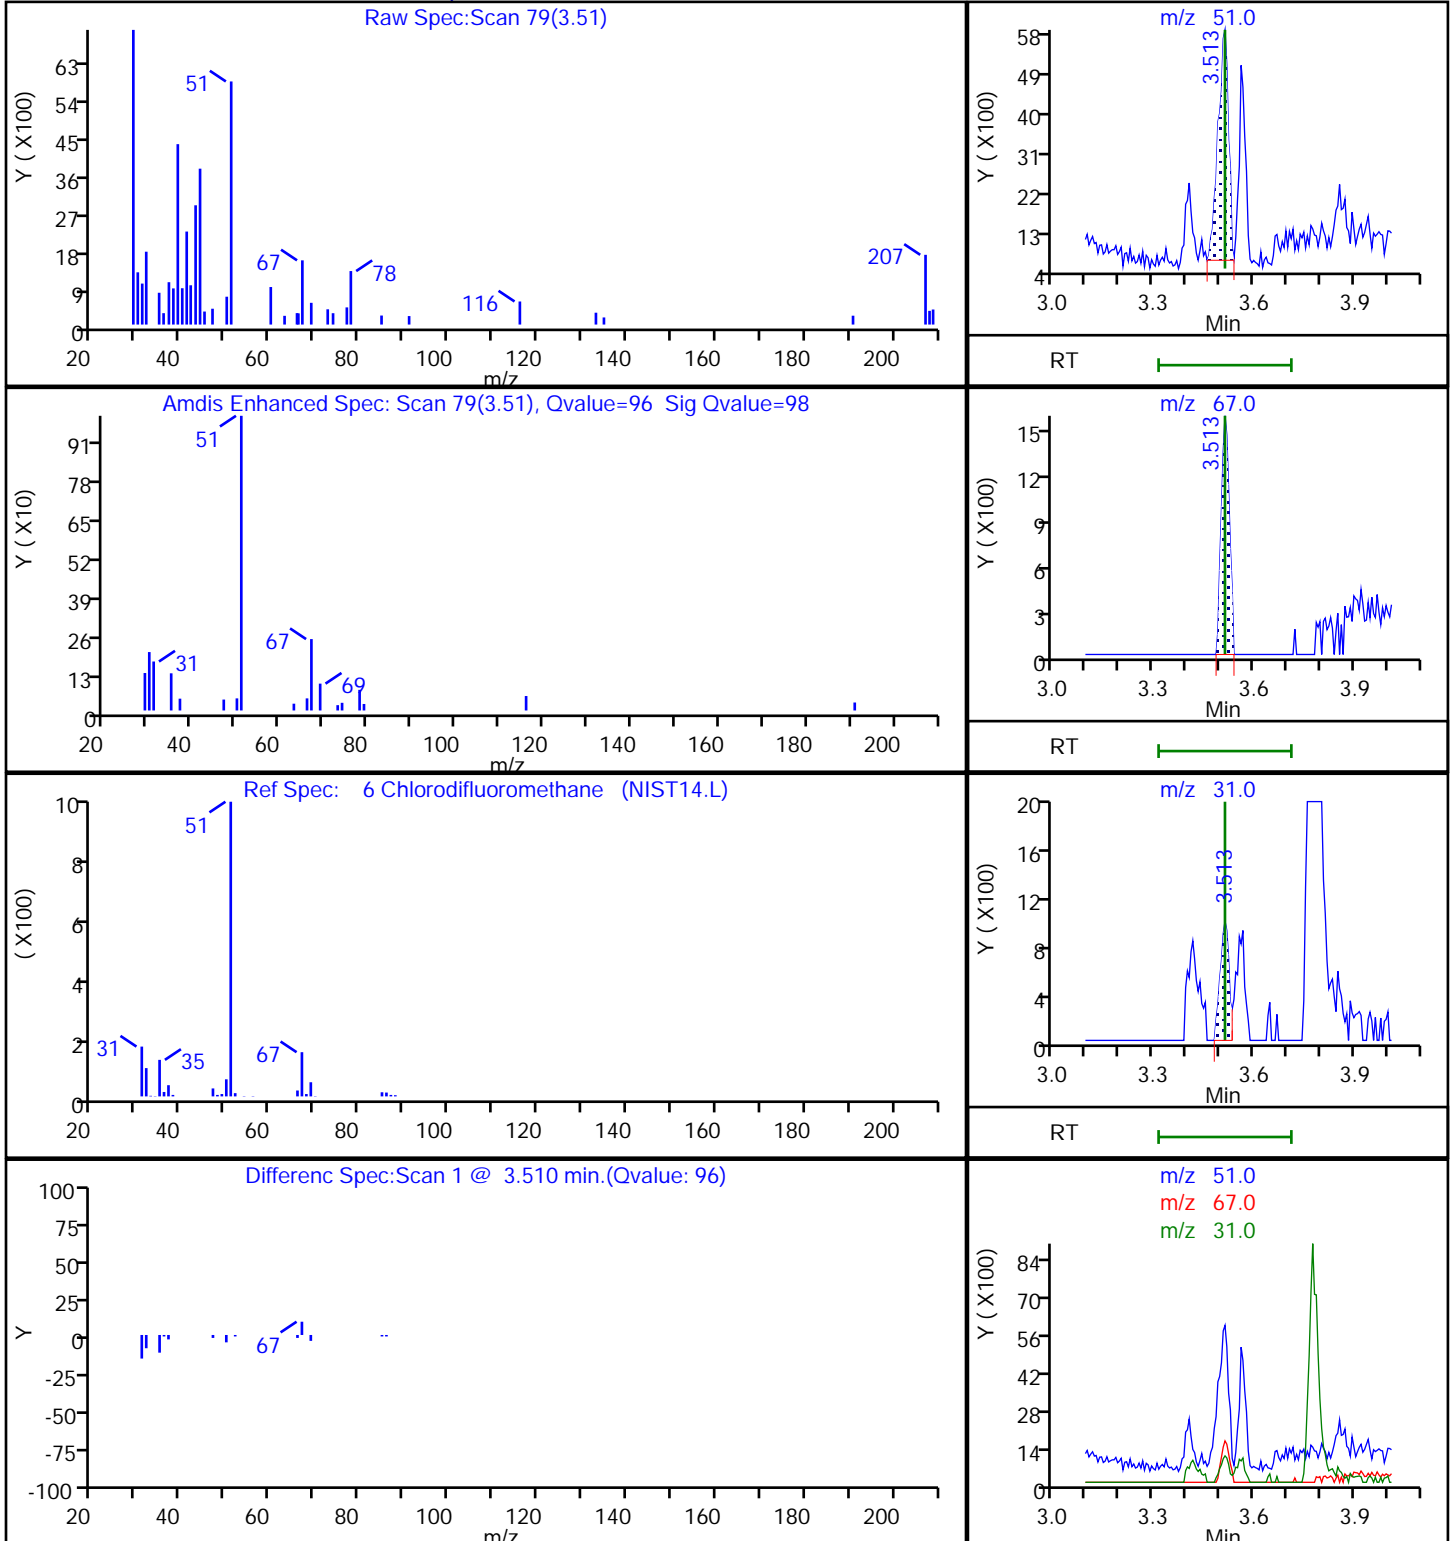 Raw Spec:Scan 79(3.51)
Y ( X100)
63
54
45
36
27
18
9
0
51
67
78
116
207
20 40 60 80 100 120 140 160 180 200
m/z
m/z 51.0
Y ( X100)
58
49
40
31
22
13
4
3.513
3.0 3.3 3.6 3.9
Min
RT
Amdis Enhanced Spec: Scan 79(3.51), Qvalue=96 Sig Qvalue=98
Y ( X10)
91
78
65
52
39
26
13
0
51
31
67
69
20 40 60 80 100 120 140 160 180 200
m/z
m/z 67.0
Y ( X100)
15
12
9
6
3
0
3.513
3.0 3.3 3.6 3.9
Min
RT
Ref Spec: 6 Chlorodifluoromethane (NIST14.L)
( X100)
10
8
6
4
2
0
51
31
35
67
20 40 60 80 100 120 140 160 180 200
m/z 31.0
Y ( X100)
20
16
12
8
4
0
3.513
3.0 3.3 3.6 3.9
Min
RT
Differenc Spec:Scan 1 @ 3.510 min.(Qvalue: 96)
Y
100
75
50
25
0
-25
-50
-75
-100
67
20 40 60 80 100 120 140 160 180 200
m/z
m/z 51.0
m/z 67.0
m/z 31.0
Y ( X100)
84
70
56
42
28
14
0
3.0 3.3 3.6 3.9
Min